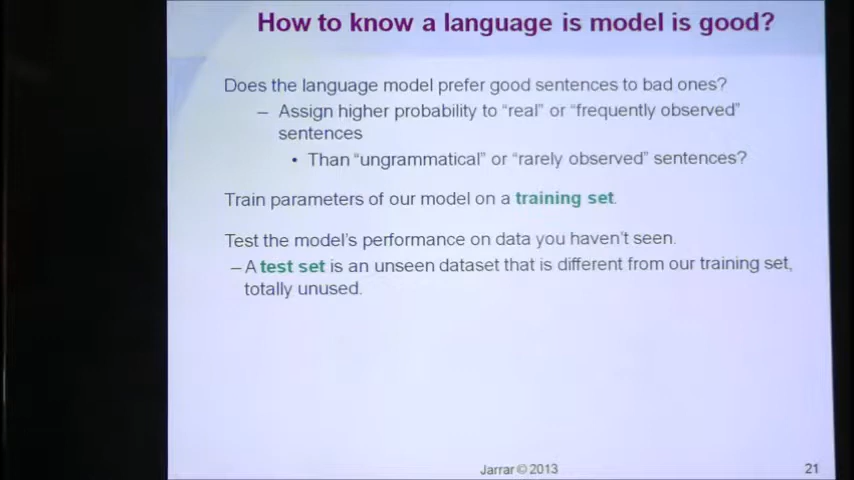 How to know a language is model is good?
Does the language model prefer good sentences to bad ones?
– Assign higher probability to “real” or “frequently observed”
sentences
• Than “ungrammatical” or “rarely observed” sentences?
Train parameters of our model on a training set.
Test the model’s performance on data you haven’t seen.
– A test set is an unseen dataset that is different from our training set,
totally unused.
Jarrar © 2013
21